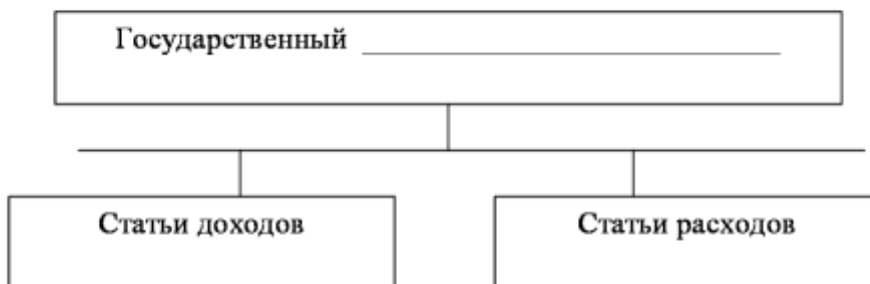 Государственный
Статьи доходов
Статьи расходов